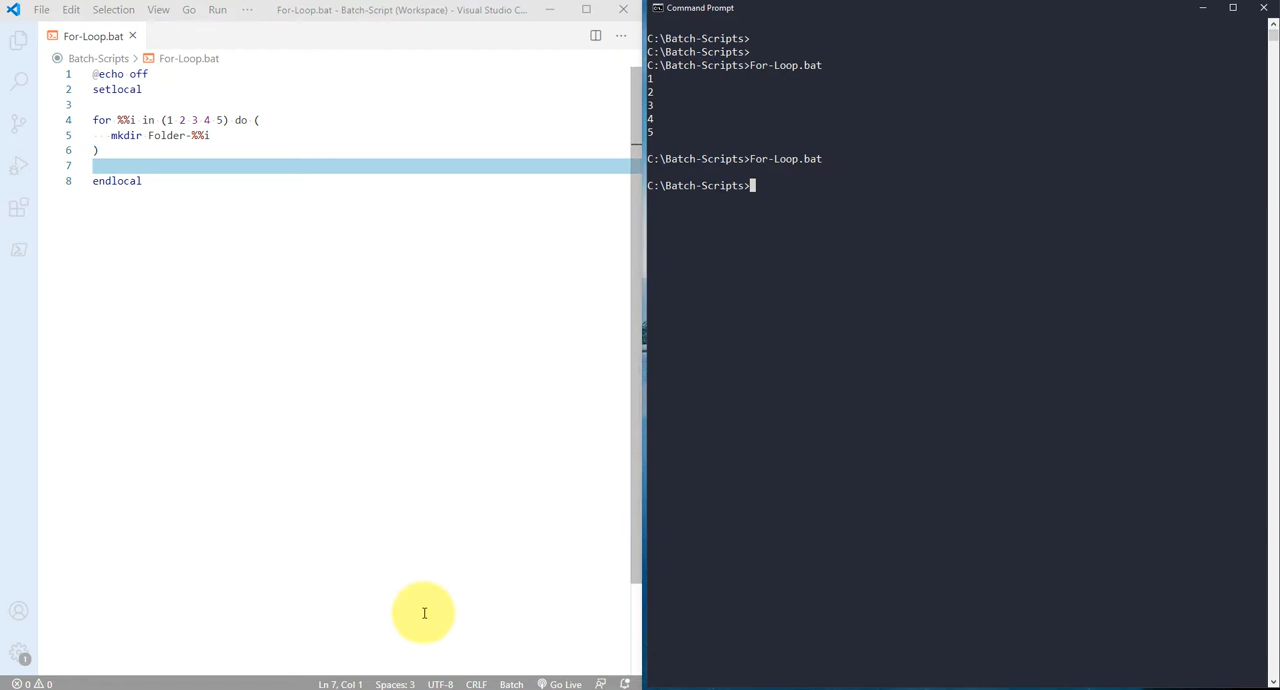 File Edit Selection View Go Run ··· For-Loop.bat - Batch-Script (Workspace) - Visual Studio C...
For-Loop.bat
Batch-Scripts > For-Loop.bat
1 @echo off
2 setlocal
3
4 for %%i in (1 2 3 4 5) do (
5 mkdir Folder-%%i
6 )
7
8 endlocal
1
0 0 Ln 7, Col 1 Spaces: 3 UTF-8 CRLF Batch Go Live
Command Prompt
C:\Batch-Scripts>
C:\Batch-Scripts>
C:\Batch-Scripts>For-Loop.bat
1
2
3
4
5
C:\Batch-Scripts>For-Loop.bat
C:\Batch-Scripts>